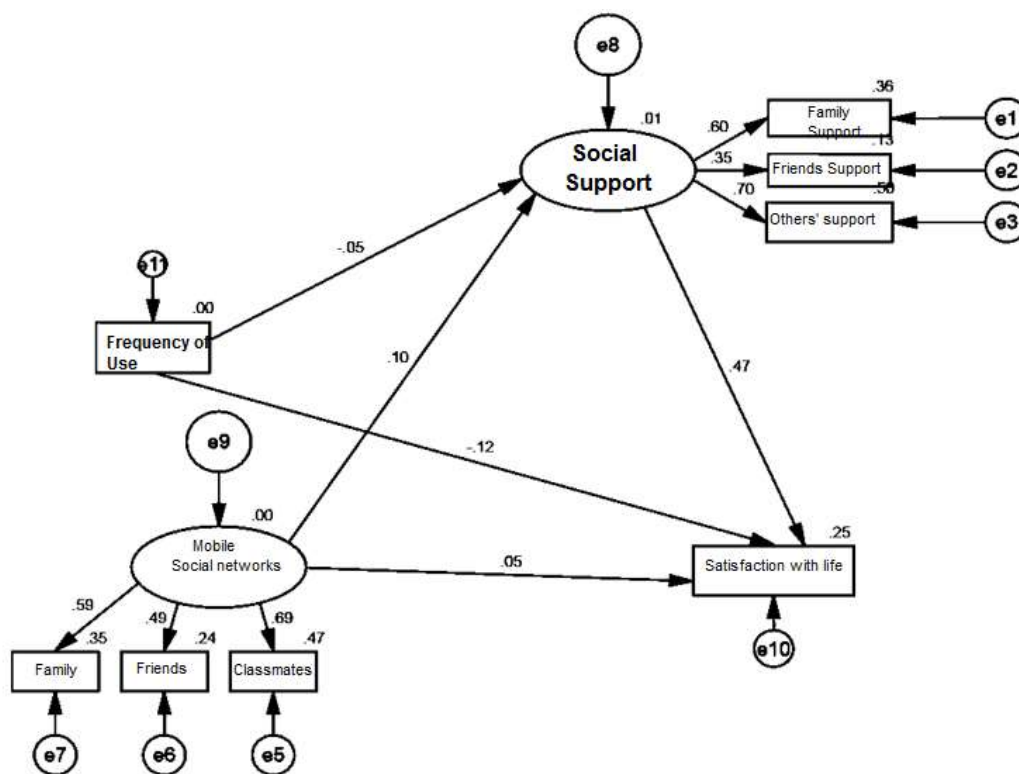 e8
.36
Family
Support
e1
.01
.60
Social
Support
.13
.35
Friends Support
e2
.50
.70
Others' support
e3
-.05
e11
.00
Frequency of
Use
.10
.47
e9
-.12
.00
Mobile
Social networks
.25
.05
Satisfaction with life
.59
.49
.69
.35
.24
.47
e10
Family
Friends
Classmates
e7
e6
e5